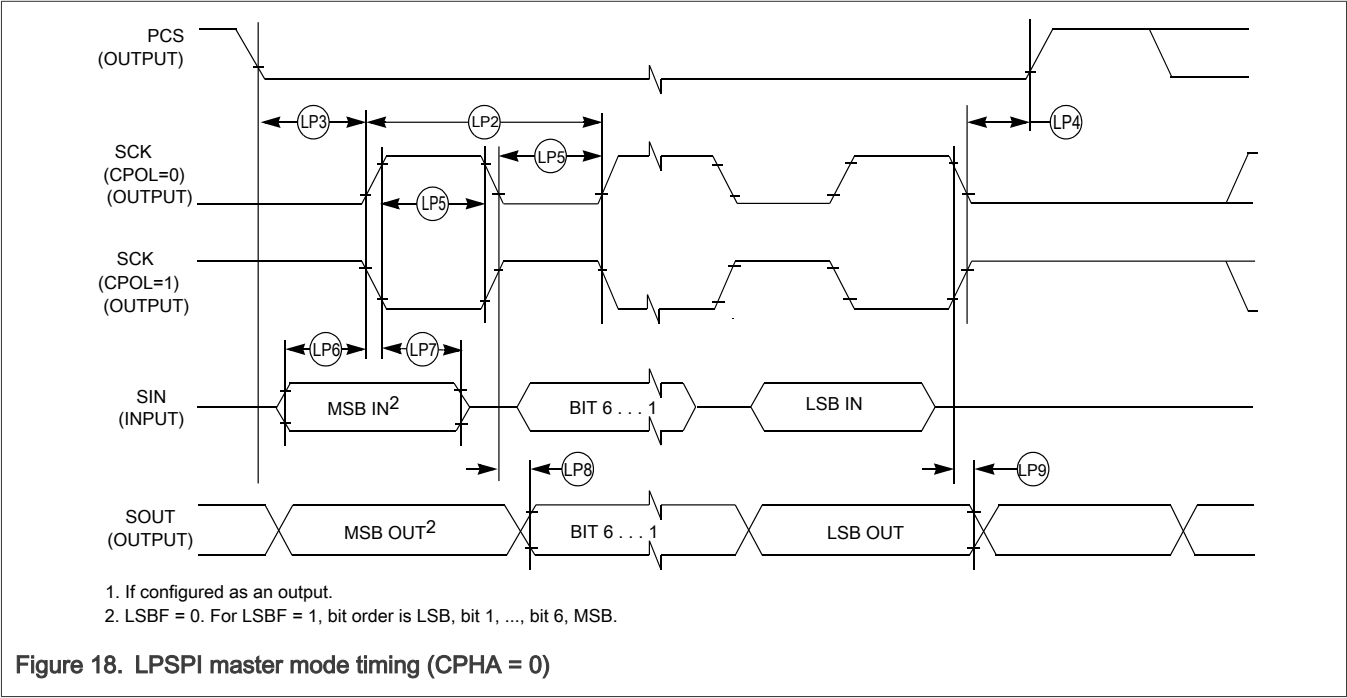 PCS
(OUTPUT)
LP3
LP2
LP4
SCK
(CPOL=0)
(OUTPUT)
LP5
LP5
SCK
(CPOL=1)
(OUTPUT)
LP6
LP7
SIN
(INPUT)
MSB IN2
BIT 6 . . . 1
LSB IN
LP8
LP9
SOUT
(OUTPUT)
MSB OUT2
BIT 6 . . . 1
LSB OUT
1. If configured as an output.
2. LSBF = 0. For LSBF = 1, bit order is LSB, bit 1, ..., bit 6, MSB.
Figure 18. LPSPI master mode timing (CPHA = 0)